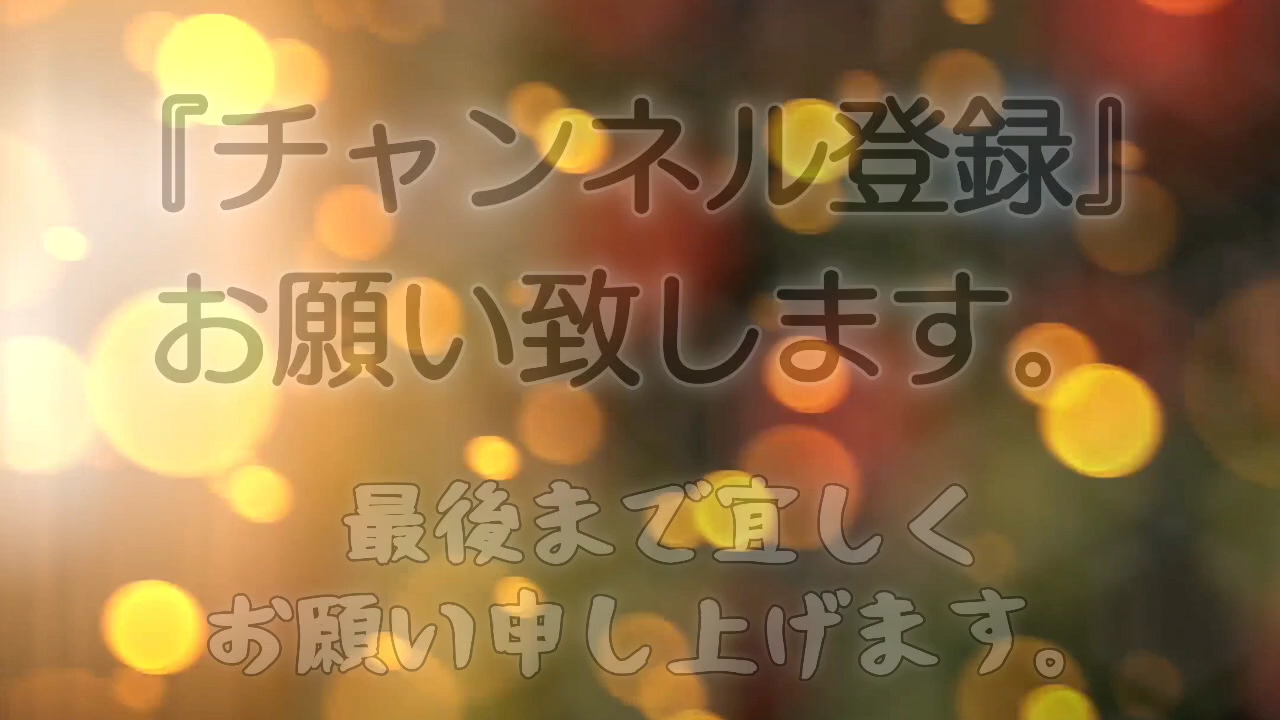 『チャンネル登録』
お願い致します。
最後まで宜しく
お願い申し上げます。